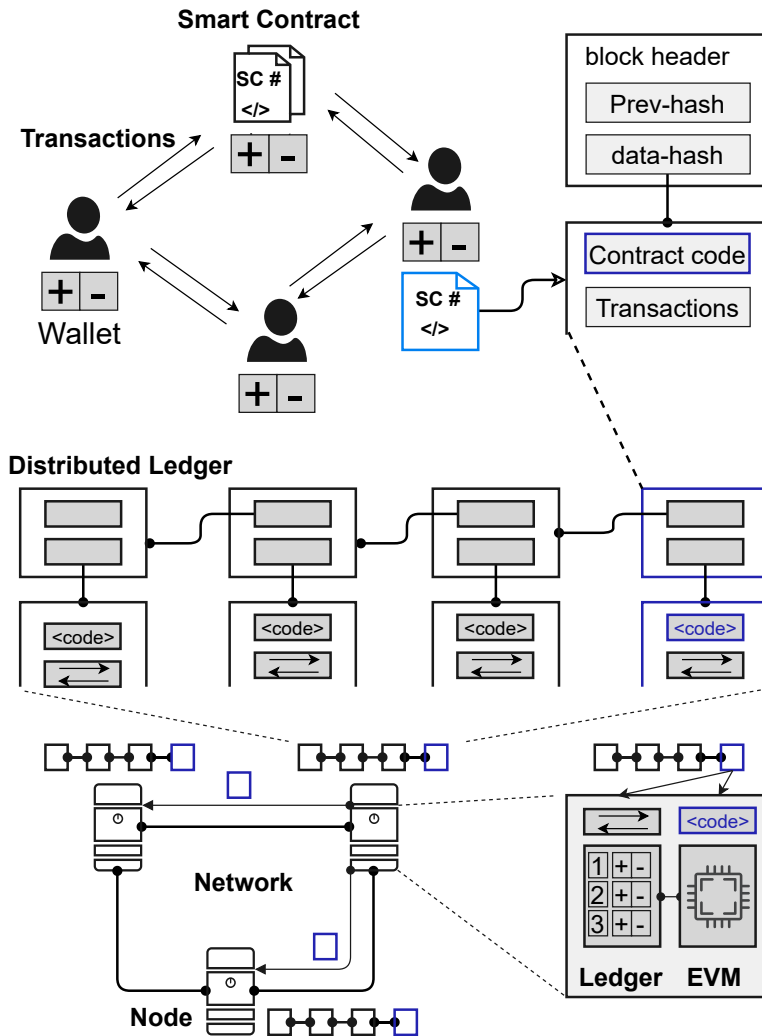 Smart Contract
SC #
</>
+ -
Transactions
+ -
Wallet
+ -
+ -
SC #
</>
block header
Prev-hash
data-hash
Contract code
Transactions
Distributed Ledger
<code>
<code>
<code>
<code>
Network
Node
<code>
1 + -
2 + -
3 + -
Ledger
EVM